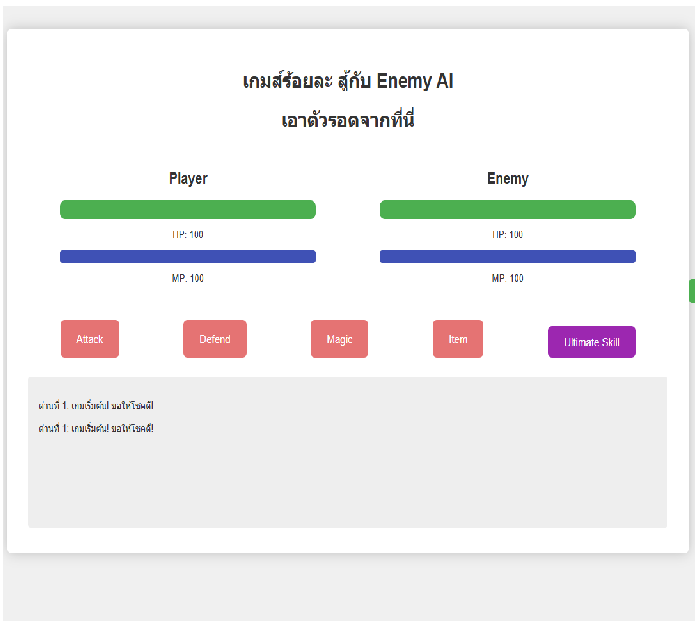 เกมส์ร้อยละ สู้กับ Enemy AI
เอาตัวรอดจากที่นี่
Player
Enemy
HP: 100
HP: 100
MP: 100
MP: 100
Attack
Defend
Magic
Item
Ultimate Skill
ด่านที่ 1: เกมเริ่มต้น! ขอให้โชคดี!
ด่านที่ 1: เกมเริ่มต้น! ขอให้โชคดี!